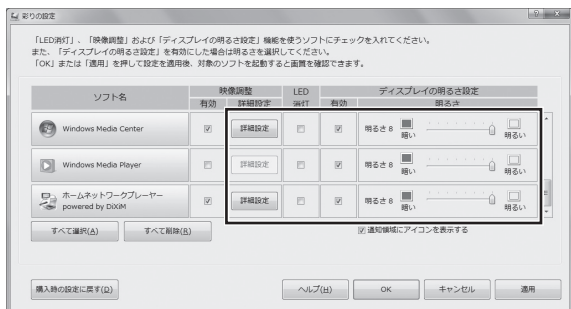 彩りの設定
「LED消灯」、「映像調整」および「ディスプレイの明るさ設定」機能を使うソフトにチェックを入れてください。
また、「ディスプレイの明るさ設定」を有効にした場合は明るさを選択してください。
「OK」または「適用」を押して設定を適用後、対象のソフトを起動すると画質を確認できます。
ソフト名 映像調整 LED ディスプレイの明るさ設定
有効 詳細設定 消灯 有効 明るさ
Windows Media Center 詳細設定 明るさ 8 暗い 明るい
Windows Media Player 詳細設定 明るさ 8 暗い 明るい
ホームネットワークプレーヤー
powered by DiXiM 詳細設定 明るさ 8 暗い 明るい
すべて選択(A) すべて削除(R) 通知領域にアイコンを表示する
購入時の設定に戻す(D) ヘルプ(H) OK キャンセル 適用